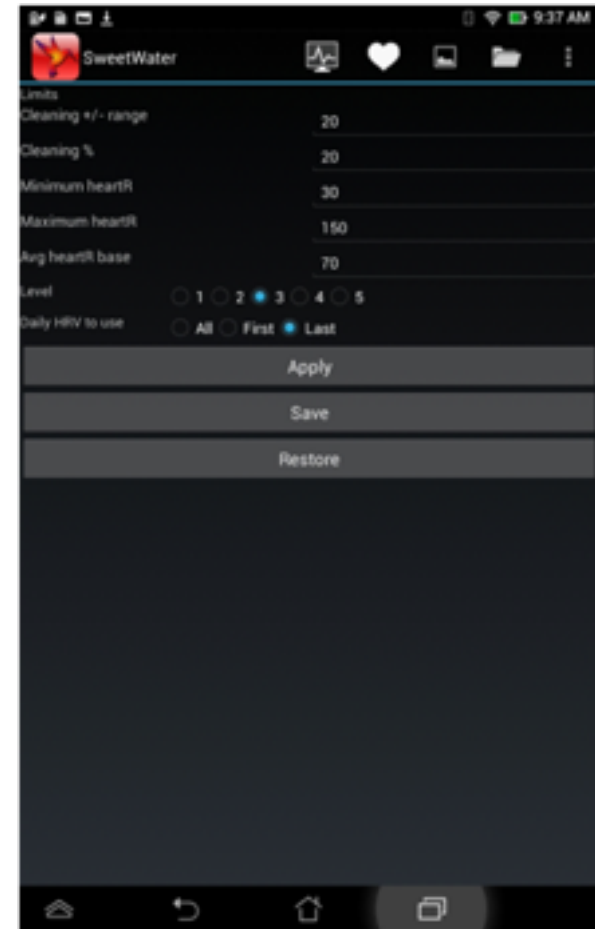 9:37 AM
SweetWater
Limits
Cleaning +/- range 20
Cleaning % 20
Minimum heartR 30
Maximum heartR 150
Avg heartR base 70
Level 1 2 3 4 5
Daily HRV to use All First Last
Apply
Save
Restore